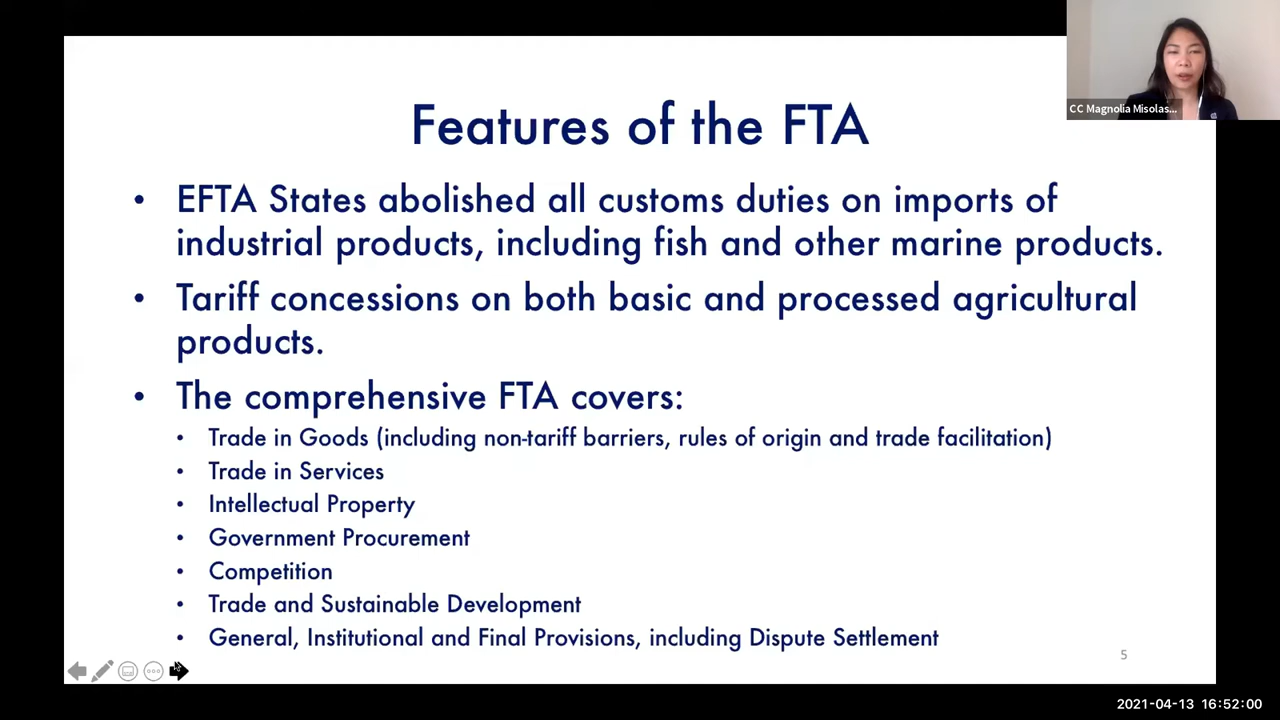 CC Magnolia Misolas...
Features of the FTA
• EFTA States abolished all customs duties on imports of
industrial products, including fish and other marine products.
• Tariff concessions on both basic and processed agricultural
products.
• The comprehensive FTA covers:
• Trade in Goods (including non-tariff barriers, rules of origin and trade facilitation)
• Trade in Services
• Intellectual Property
• Government Procurement
• Competition
• Trade and Sustainable Development
• General, Institutional and Final Provisions, including Dispute Settlement
5
2021-04-13 16:52:00